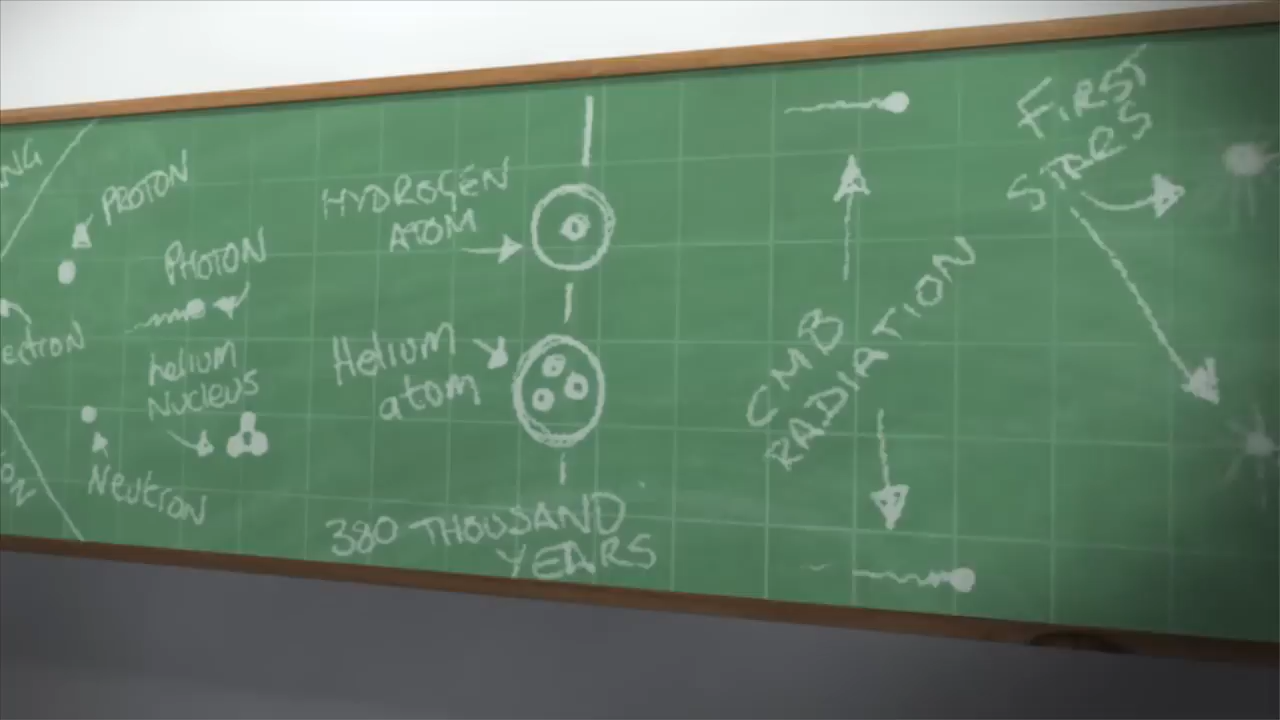 PROTON
PHOTON
helium
Nucleus
Neutron
HYDROGEN
ATOM
Helium
atom
380 THOUSAND
YEARS
CMB
RADIATION
FIRST
STARS